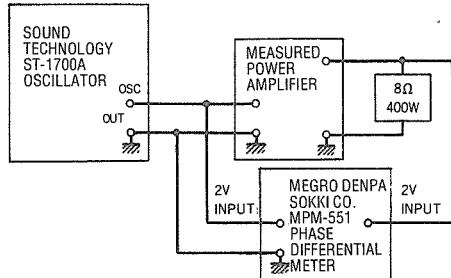 SOUND
TECHNOLOGY
ST-1700A
OSCILLATOR
OSC
OUT
MEASURED
POWER
AMPLIFIER
8Ω
400W
2V
INPUT
MEGRO DENPA
SOKKI CO.
MPM-551
PHASE
DIFFERENTIAL
METER
2V
INPUT